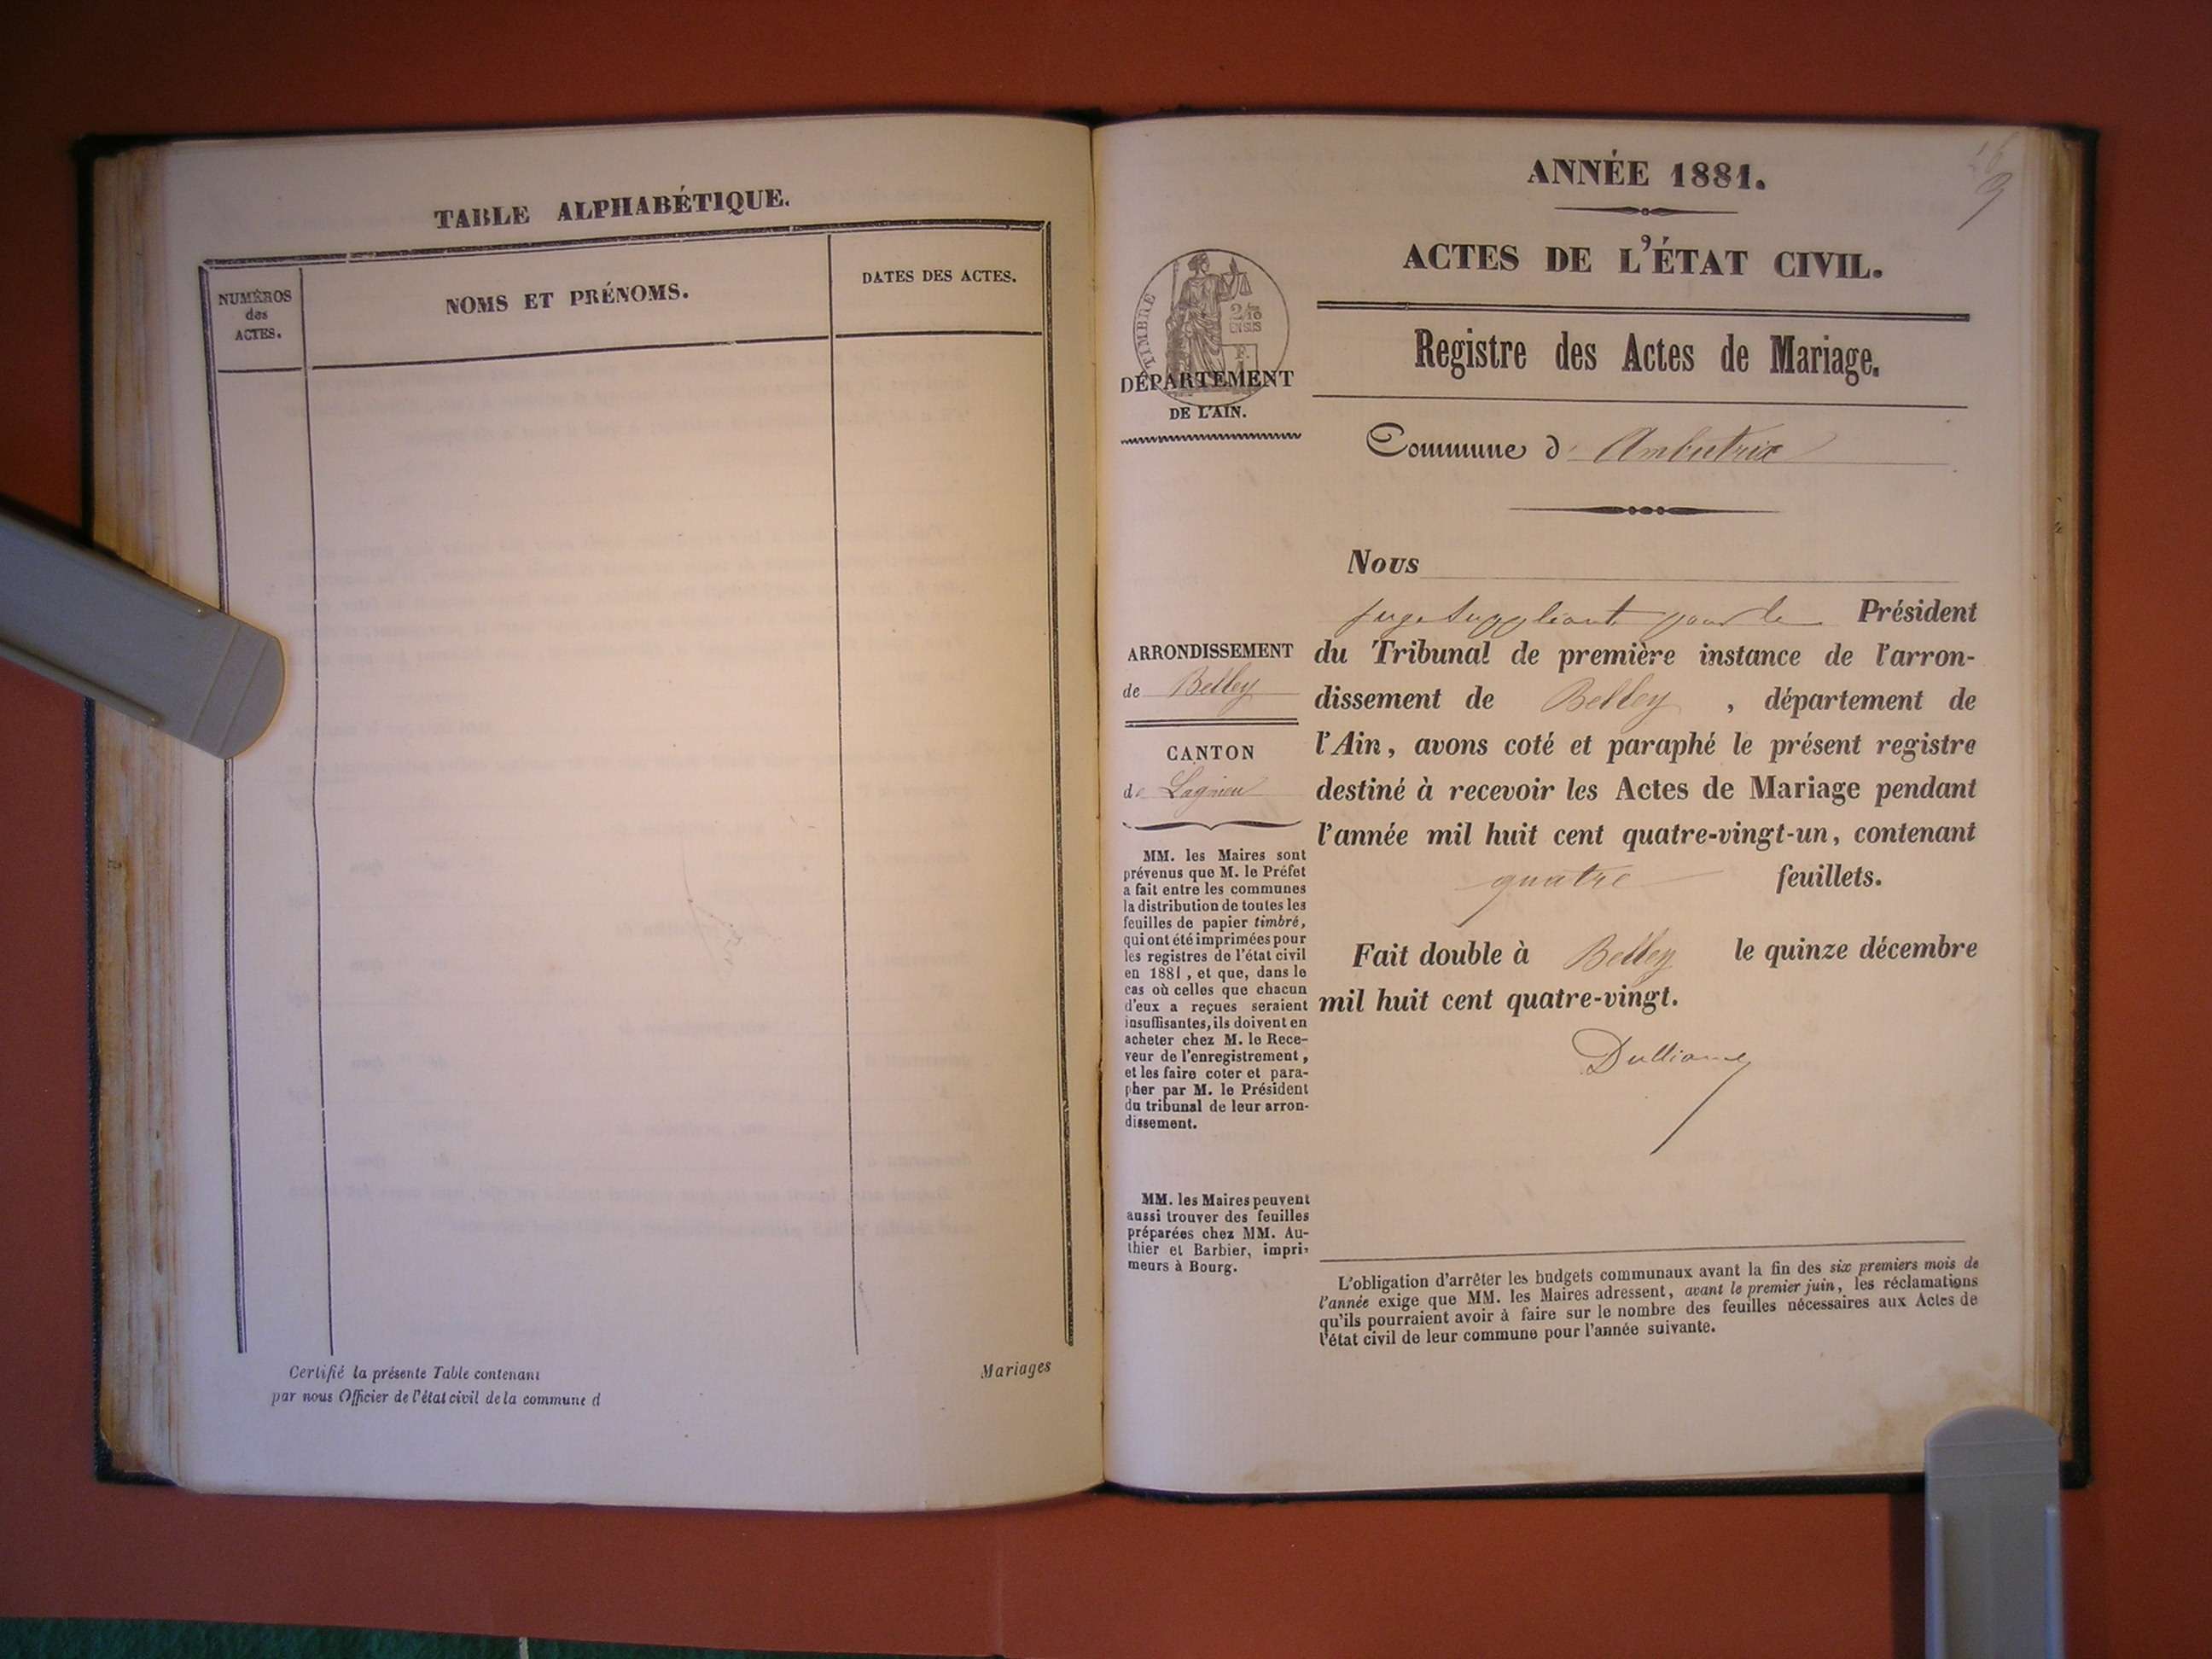 TABLE ALPHABÉTIQUE.
NUMÉROS
des
ACTES.
NOMS ET PRÉNOMS.
DATES DES ACTES.
Certifié la présente Table contenant
Mariages
par nous Officier de l'état civil de la commune d
9
ANNÉE 1881.
ACTES DE L'ÉTAT CIVIL.
Registre des Actes de Mariage.
TIMBRE
2/10
EN SUS
F.
DÉPARTEMENT
DE L'AIN.
Commune d' Ambutrix
ARRONDISSEMENT
de Belley
CANTON
de Lagnieu
MM. les Maires sont
prévenus que M. le Préfet
a fait entre les communes
la distribution de toutes les
feuilles de papier timbré,
qui ont été imprimées pour
les registres de l'état civil
en 1881, et que, dans le
cas où celles que chacun
d'eux a reçues seraient
insuffisantes, ils doivent en
acheter chez M. le Rece-
veur de l'enregistrement,
et les faire coter et para-
pher par M. le Président
du tribunal de leur arron-
dissement.
MM. les Maires peuvent
aussi trouver des feuilles
préparées chez MM. Au-
thier et Barbier, impri-
meurs à Bourg.
Nous
juge suppléant pour le Président
du Tribunal de première instance de l'arron-
dissement de Belley, département de
l'Ain, avons coté et paraphé le présent registre
destiné à recevoir les Actes de Mariage pendant
l'année mil huit cent quatre-vingt-un, contenant
quatre feuillets.
Fait double à Belley le quinze décembre
mil huit cent quatre-vingt.
L'obligation d'arrêter les budgets communaux avant la fin des six premiers mois de
l'année exige que MM. les Maires adressent, avant le premier juin, les réclamations
qu'ils pourraient avoir à faire sur le nombre des feuilles nécessaires aux Actes de
l'état civil de leur commune pour l'année suivante.